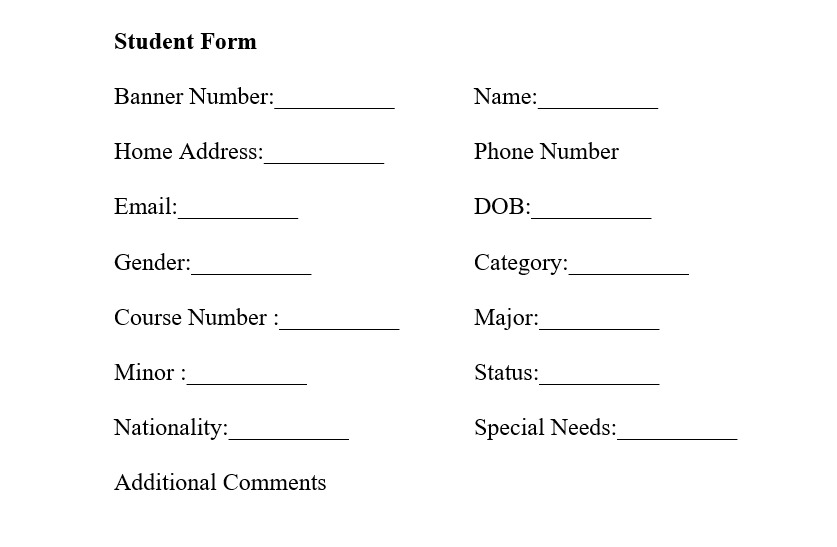 Student Form
Banner Number:__________ Name:__________
Home Address:__________ Phone Number
Email:__________ DOB:__________
Gender:__________ Category:__________
Course Number :__________ Major:__________
Minor :__________ Status:__________
Nationality:__________ Special Needs:__________
Additional Comments